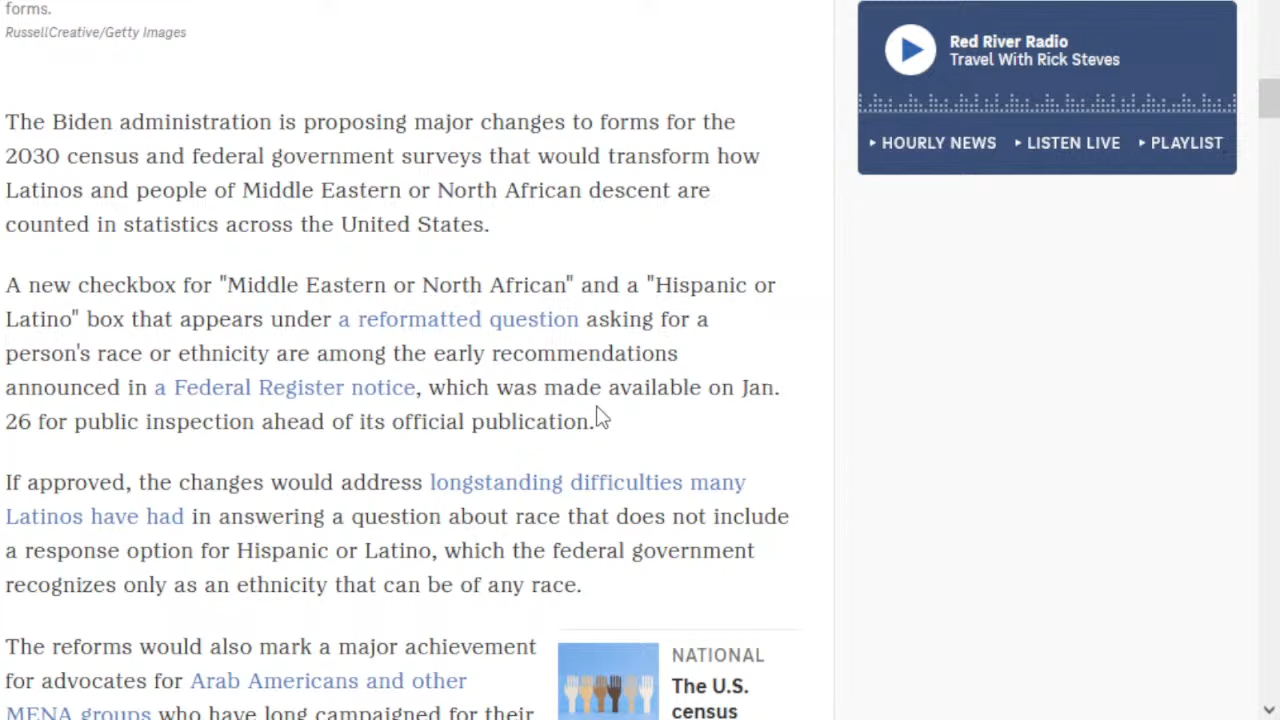 forms.
RussellCreative/Getty Images
The Biden administration is proposing major changes to forms for the
2030 census and federal government surveys that would transform how
Latinos and people of Middle Eastern or North African descent are
counted in statistics across the United States.
A new checkbox for "Middle Eastern or North African" and a "Hispanic or
Latino" box that appears under a reformatted question asking for a
person's race or ethnicity are among the early recommendations
announced in a Federal Register notice, which was made available on Jan.
26 for public inspection ahead of its official publication.
If approved, the changes would address longstanding difficulties many
Latinos have had in answering a question about race that does not include
a response option for Hispanic or Latino, which the federal government
recognizes only as an ethnicity that can be of any race.
The reforms would also mark a major achievement
for advocates for Arab Americans and other
MENA groups who have long campaigned for their
NATIONAL
The U.S.
census
Red River Radio
Travel With Rick Steves
HOURLY NEWS
LISTEN LIVE
PLAYLIST